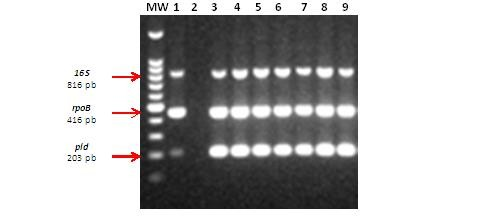 MW 1 2 3 4 5 6 7 8 9
16S
816 pb
rpoB
416 pb
pld
203 pb